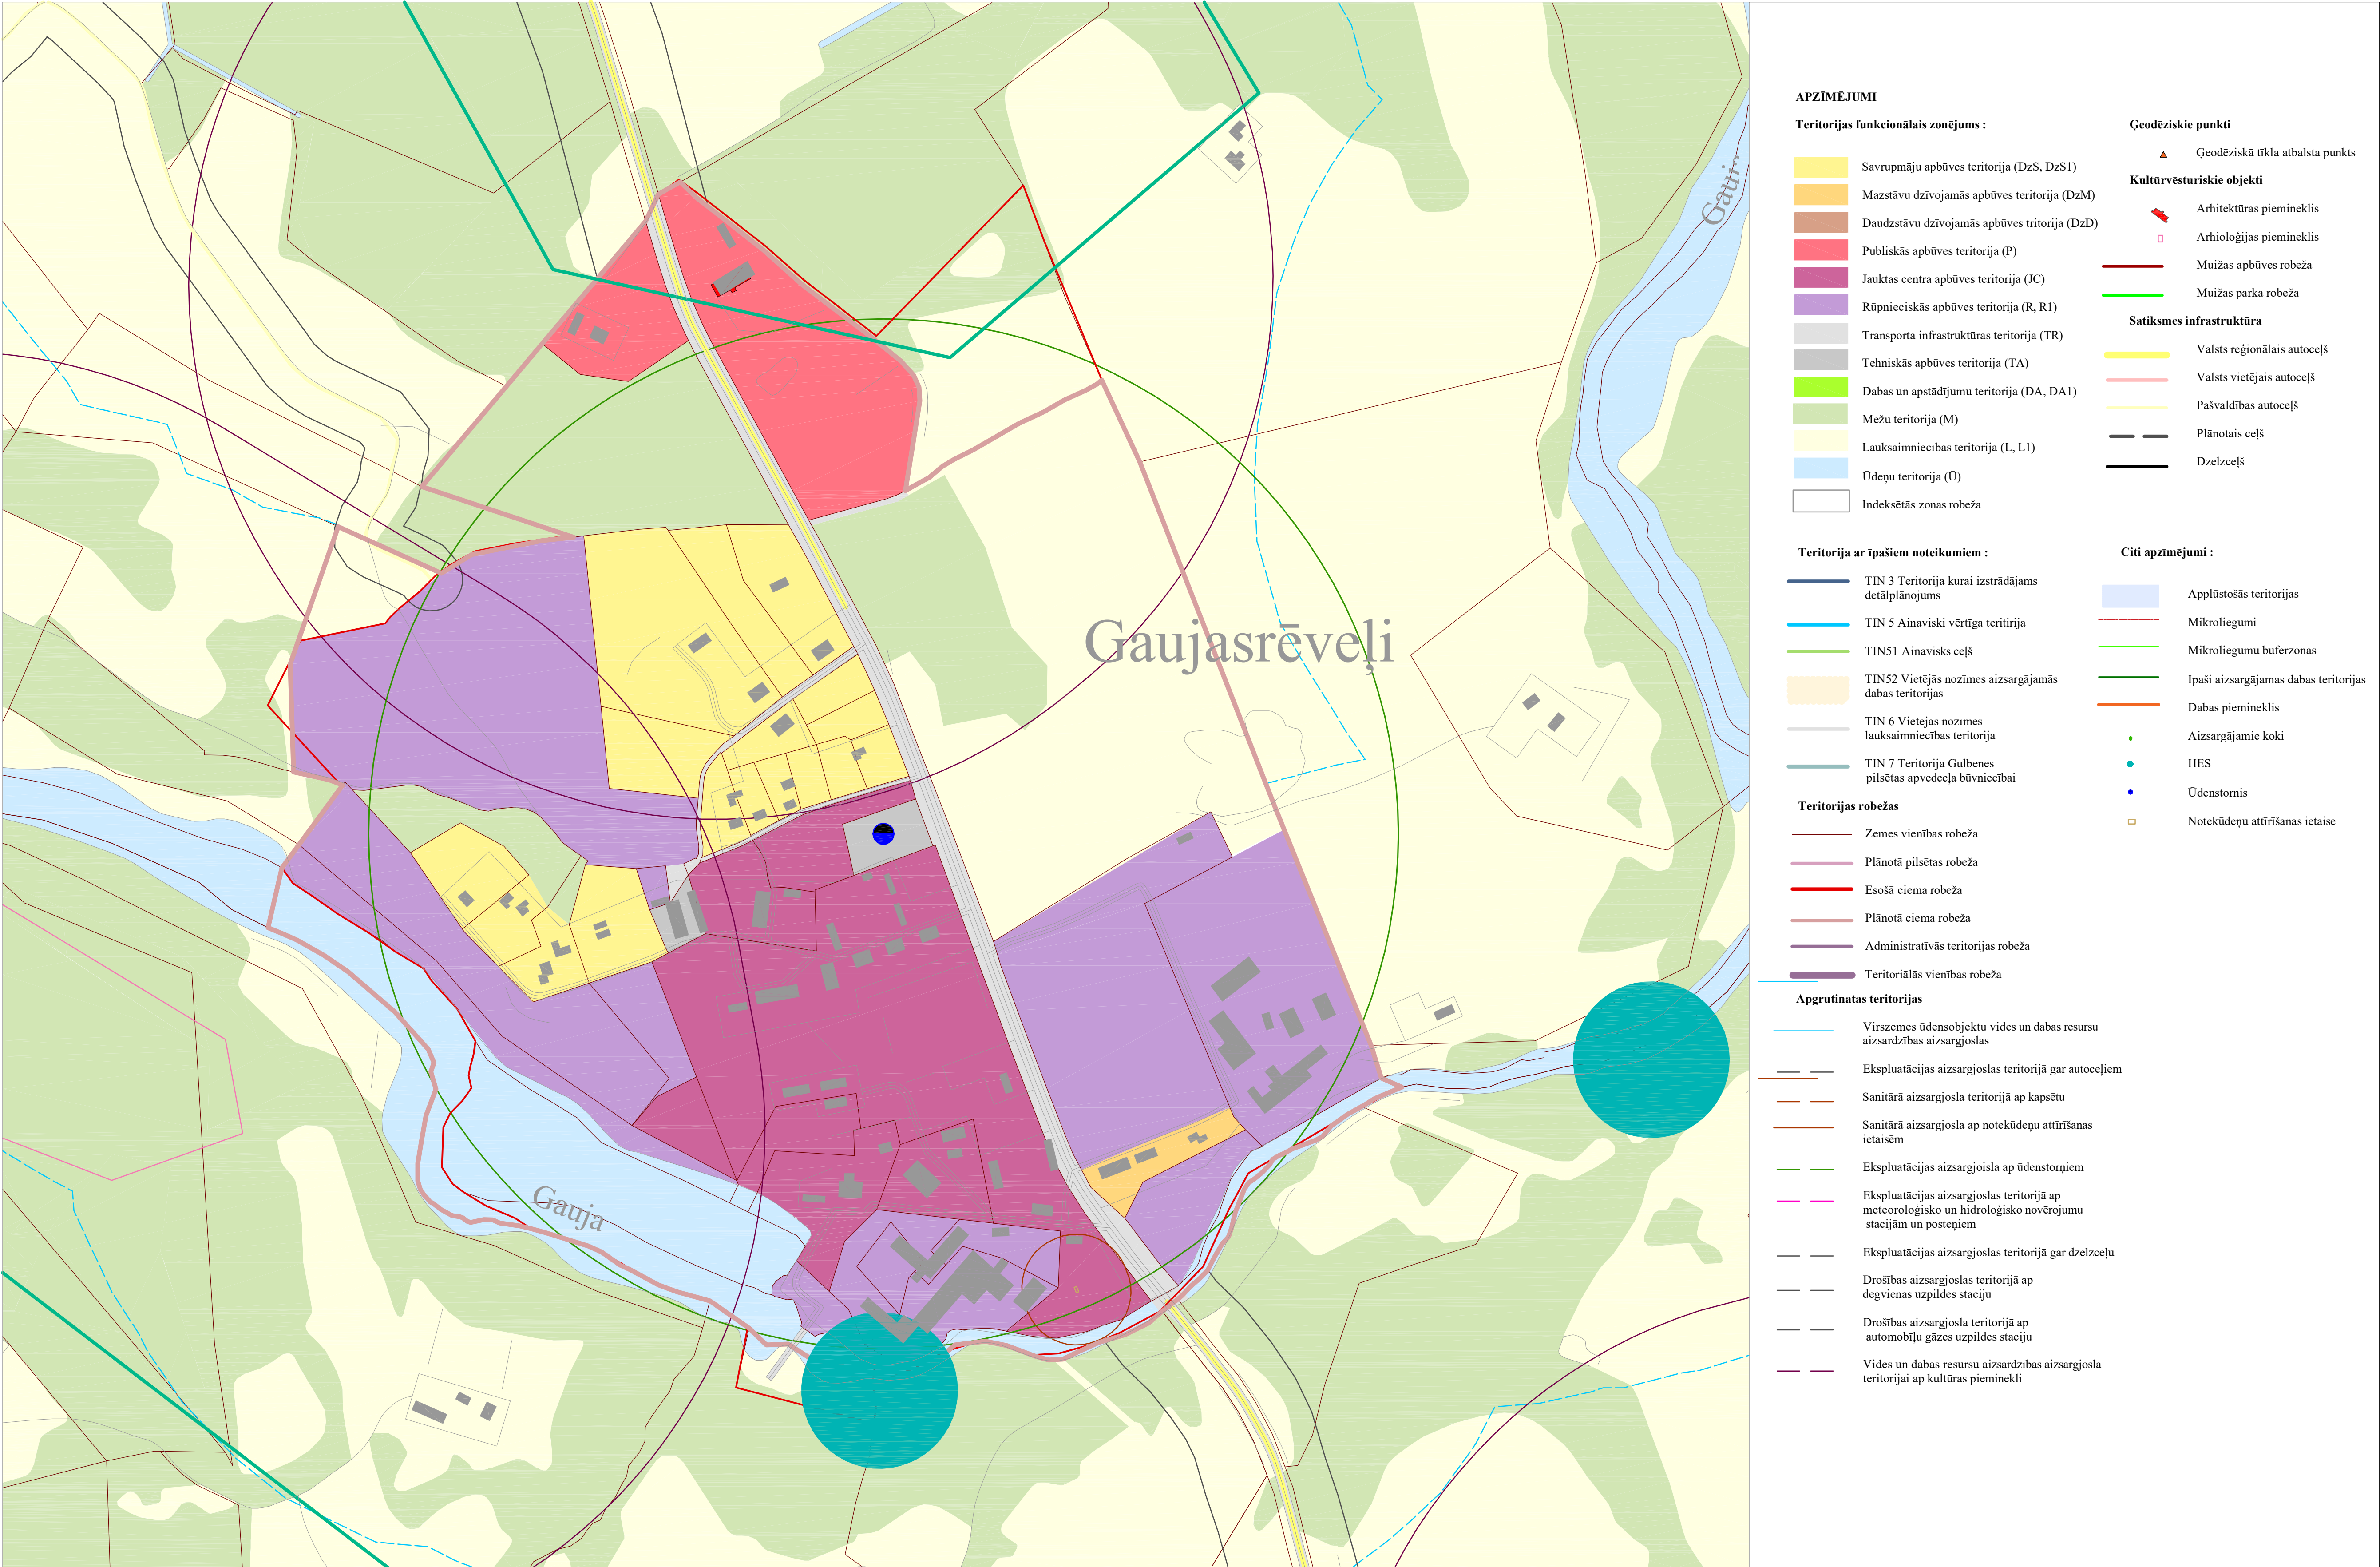 Gaujasrēveļi
Gauja
APZĪMĒJUMI
Teritorijas funkcionālais zonējums :
Savrupmāju apbūves teritorija (DzS, DzS1)
Mazstāvu dzīvojamās apbūves teritorija (DzM)
Daudzstāvu dzīvojamās apbūves tritorija (DzD)
Publiskās apbūves teritorija (P)
Jauktas centra apbūves teritorija (JC)
Rūpnieciskās apbūves teritorija (R, R1)
Transporta infrastruktūras teritorija (TR)
Tehniskās apbūves teritorija (TA)
Dabas un apstādījumu teritorija (DA, DA1)
Mežu teritorija (M)
Lauksaimniecības teritorija (L, L1)
Ūdeņu teritorija (Ū)
Indeksētās zonas robeža
Ģeodēziskie punkti
Ģeodēziskā tīkla atbalsta punkts
Kultūrvēsturiskie objekti
Arhitektūras piemineklis
Arhioloģijas piemineklis
Muižas apbūves robeža
Muižas parka robeža
Satiksmes infrastruktūra
Valsts reģionālais autoceļš
Valsts vietējais autoceļš
Pašvaldības autoceļš
Plānotais ceļš
Dzelzceļš
Teritorija ar īpašiem noteikumiem :
TIN 3 Teritorija kurai izstrādājams
detālplānojums
TIN 5 Ainaviski vērtīga teritirija
TIN51 Ainavisks ceļš
TIN52 Vietējās nozīmes aizsargājamās
dabas teritorijas
TIN 6 Vietējās nozīmes
lauksaimniecības teritorija
TIN 7 Teritorija Gulbenes
pilsētas apvedceļa būvniecībai
Citi apzīmējumi :
Applūstošās teritorijas
Mikroliegumi
Mikroliegumu buferzonas
Īpaši aizsargājamas dabas teritorijas
Dabas piemineklis
Aizsargājamie koki
HES
Ūdenstornis
Notekūdeņu attīrīšanas ietaise
Teritorijas robežas
Zemes vienības robeža
Plānotā pilsētas robeža
Esošā ciema robeža
Plānotā ciema robeža
Administratīvās teritorijas robeža
Teritoriālās vienības robeža
Apgrūtinātās teritorijas
Virszemes ūdensobjektu vides un dabas resursu
aizsardzības aizsargjoslas
Ekspluatācijas aizsargjoslas teritorijā gar autoceļiem
Sanitārā aizsargjosla teritorijā ap kapsētu
Sanitārā aizsargjosla ap notekūdeņu attīrīšanas
ietaisēm
Ekspluatācijas aizsargjoisla ap ūdenstorņiem
Ekspluatācijas aizsargjoslas teritorijā ap
meteoroloģisko un hidroloģisko novērojumu
stacijām un posteņiem
Ekspluatācijas aizsargjoslas teritorijā gar dzelzceļu
Drošības aizsargjoslas teritorijā ap
degvienas uzpildes staciju
Drošības aizsargjosla teritorijā ap
automobīļu gāzes uzpildes staciju
Vides un dabas resursu aizsardzības aizsargjosla
teritorijai ap kultūras pieminekli